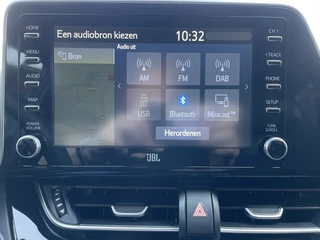 HOME
MENU
AUDIO
MAP
POWER
VOLUME
Een audiobron kiezen
10:32
Bron
Audio uit
AM
FM
DAB
USB
Bluetooth
Miracast™
Herordenen
JBL
CH >
< TRACK
PHONE
SETUP
TUNE
SCROLL